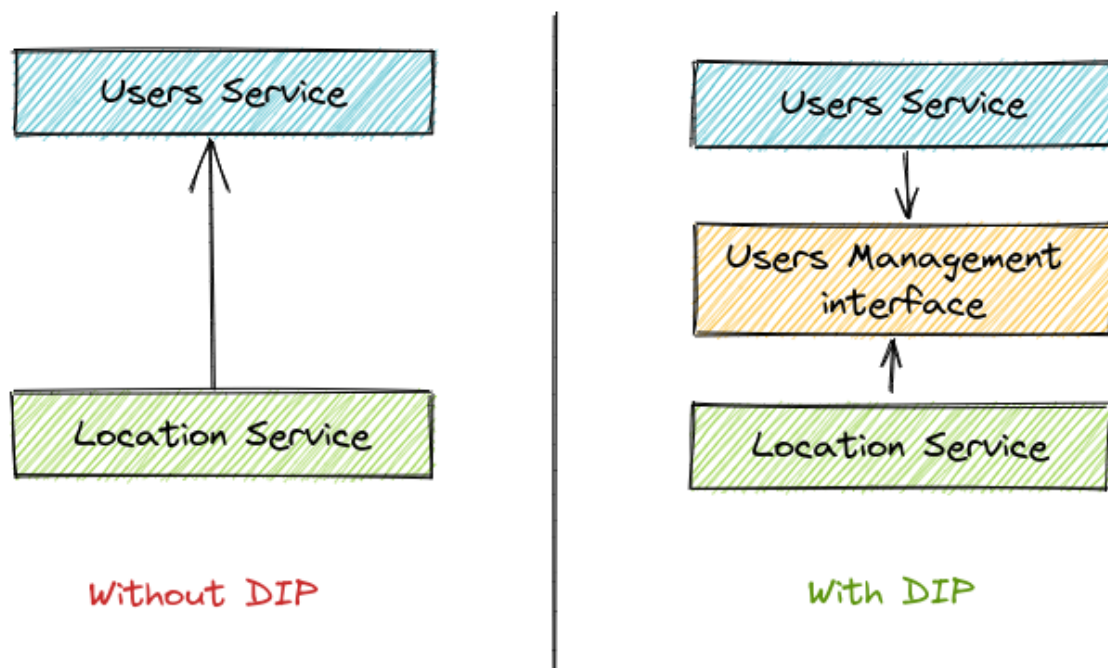 Users Service
Location Service
Without DIP
Users Service
Users Management
interface
Location Service
With DIP